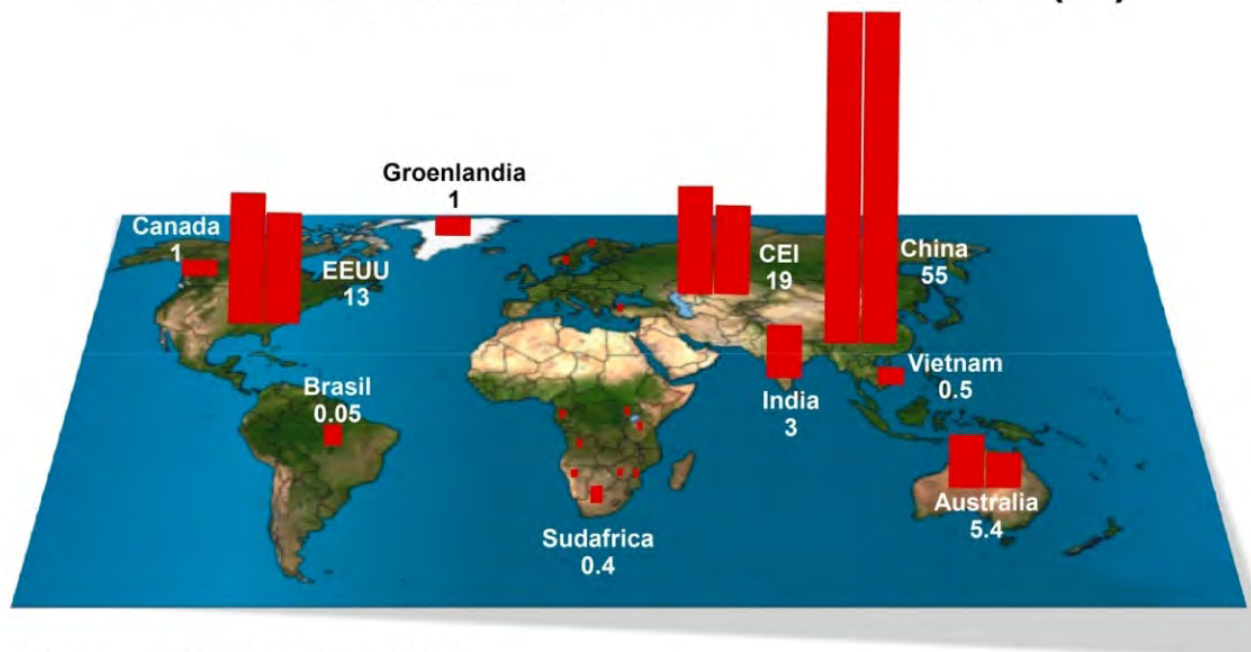 Groenlandia
1
Canada
1
EEUU
13
CEI
19
China
55
Brasil
0.05
India
3
Vietnam
0.5
Sudafrica
0.4
Australia
5.4